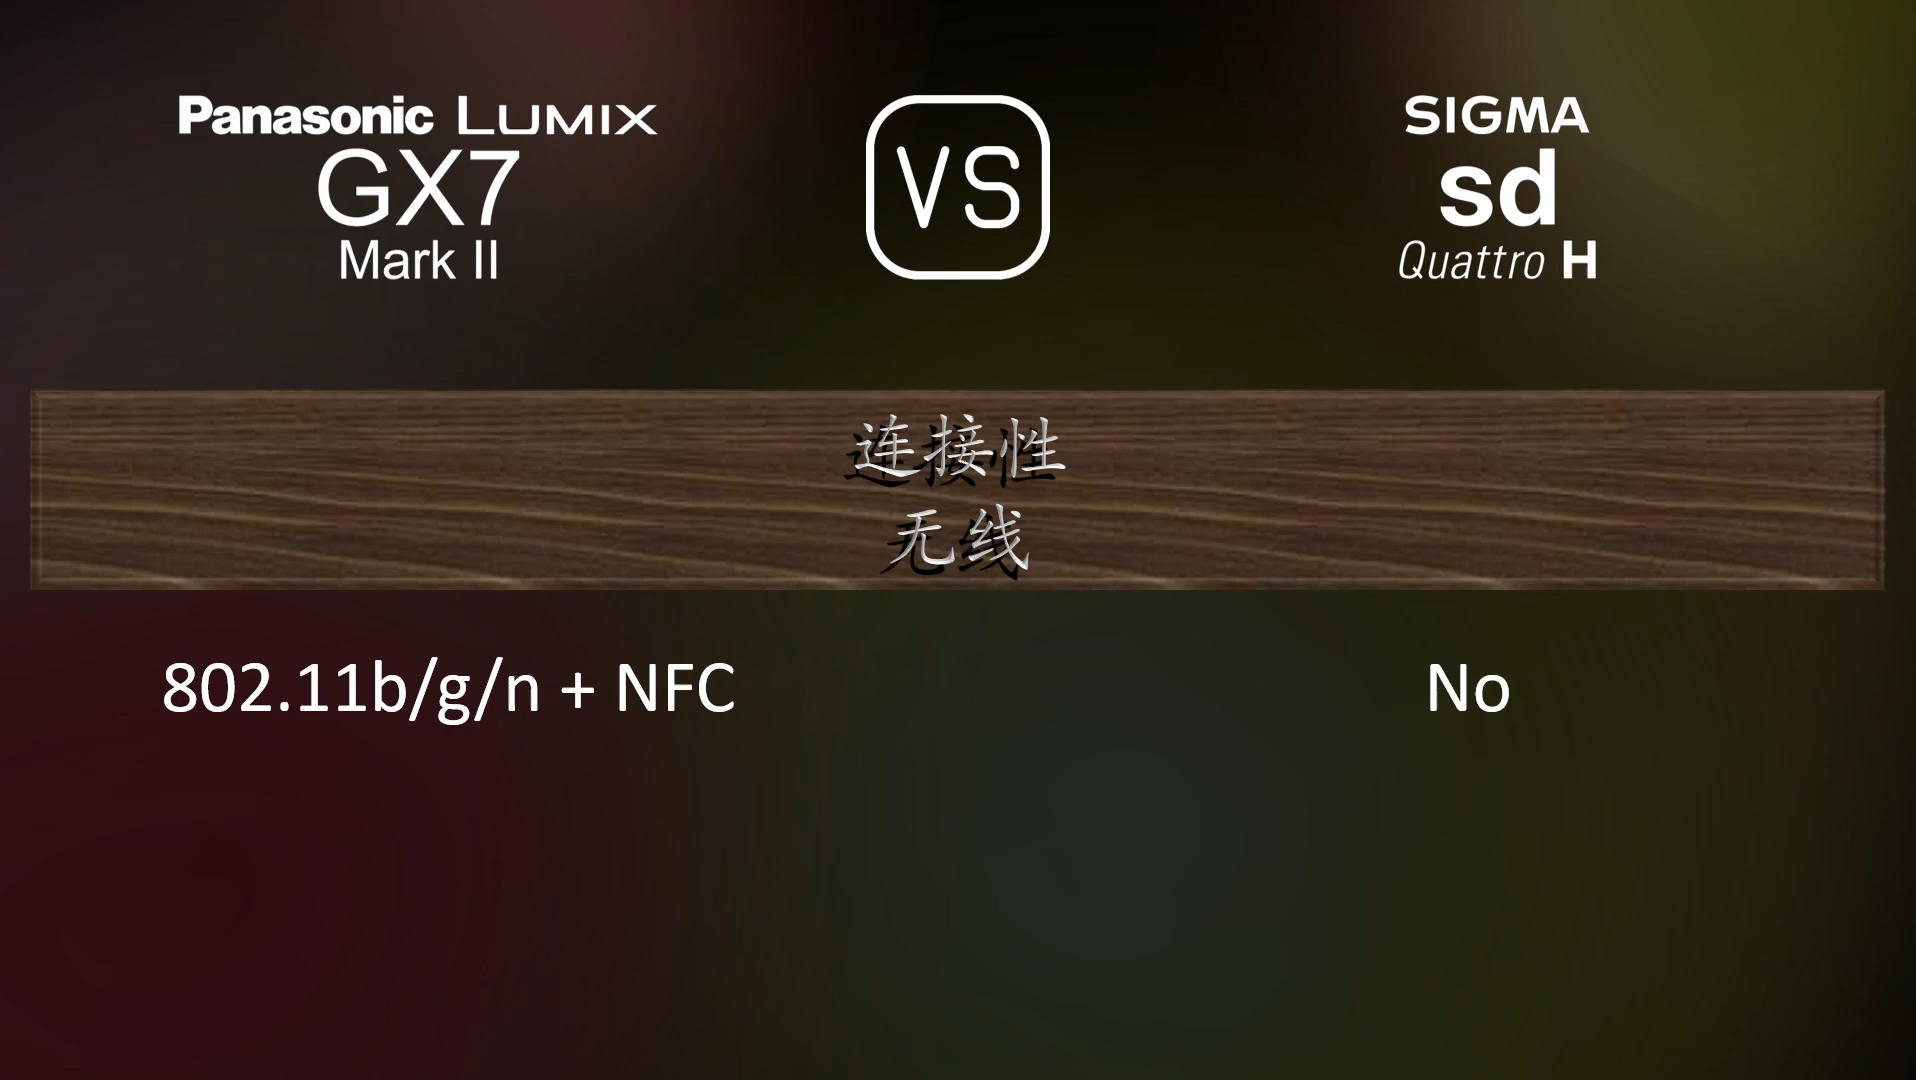 Panasonic LUMIX
GX7
Mark II
VS
SIGMA
sd
Quattro H
连接性
无线
802.11b/g/n + NFC
No